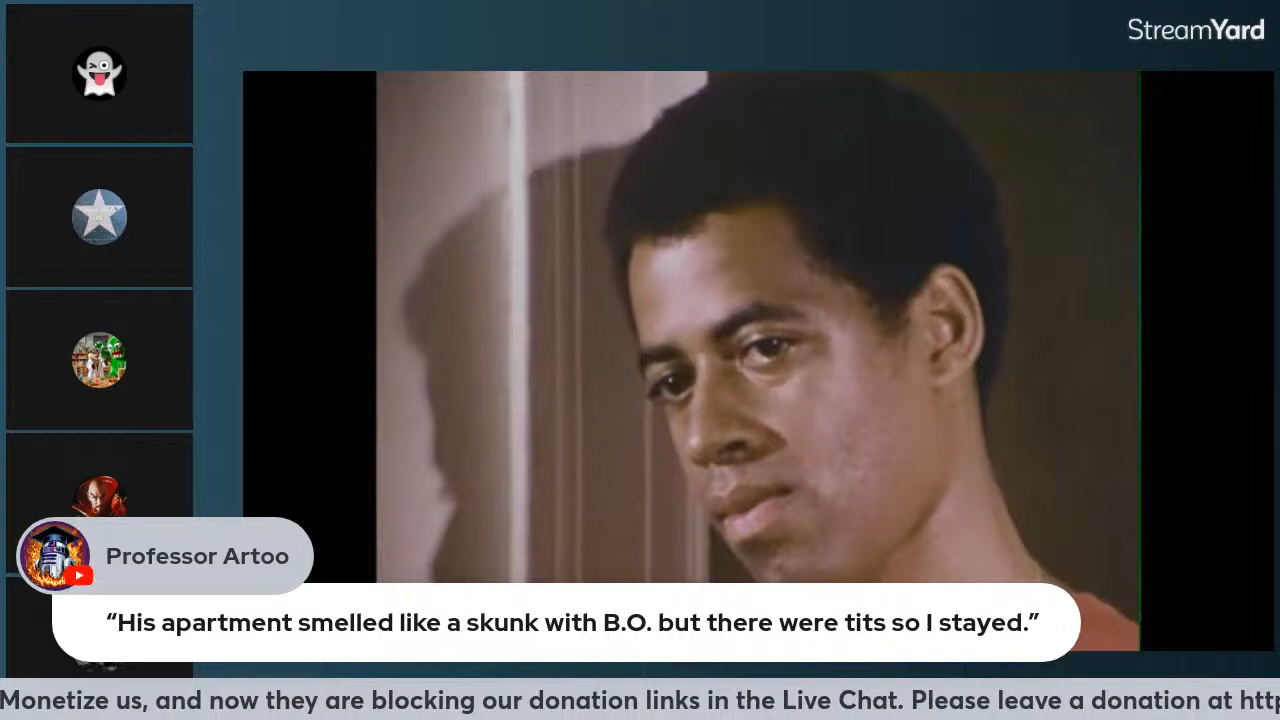 StreamYard
Professor Artoo
“His apartment smelled like a skunk with B.O. but there were tits so I stayed.”
Monetize us, and now they are blocking our donation links in the Live Chat. Please leave a donation at http